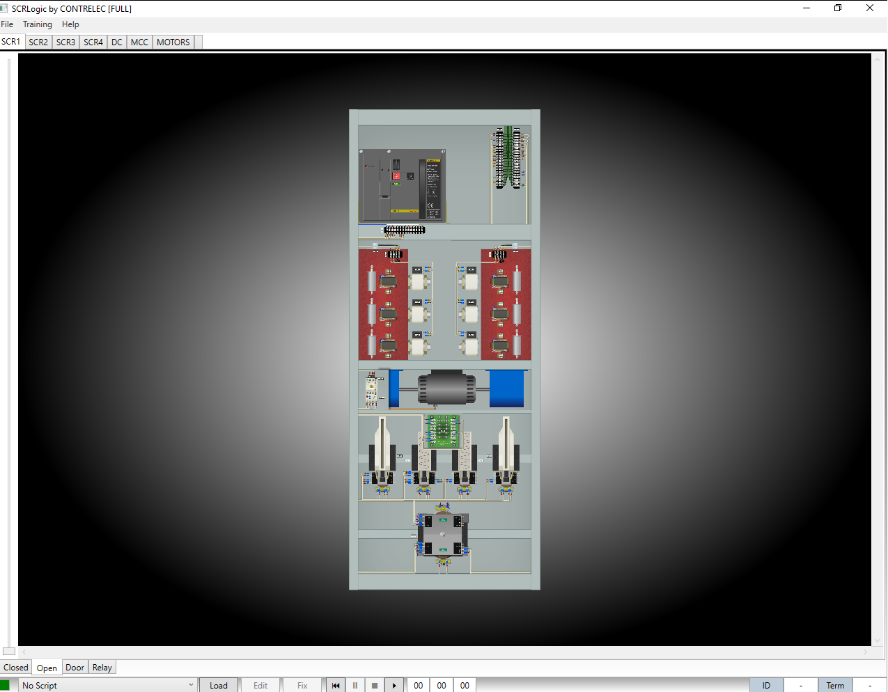 SCRLogic by CONTRELEC [FULL]
File Training Help
SCR1 SCR2 SCR3 SCR4 DC MCC MOTORS
Closed Open Door Relay
No Script Load Edit Fix 00 00 00 ID - Term -